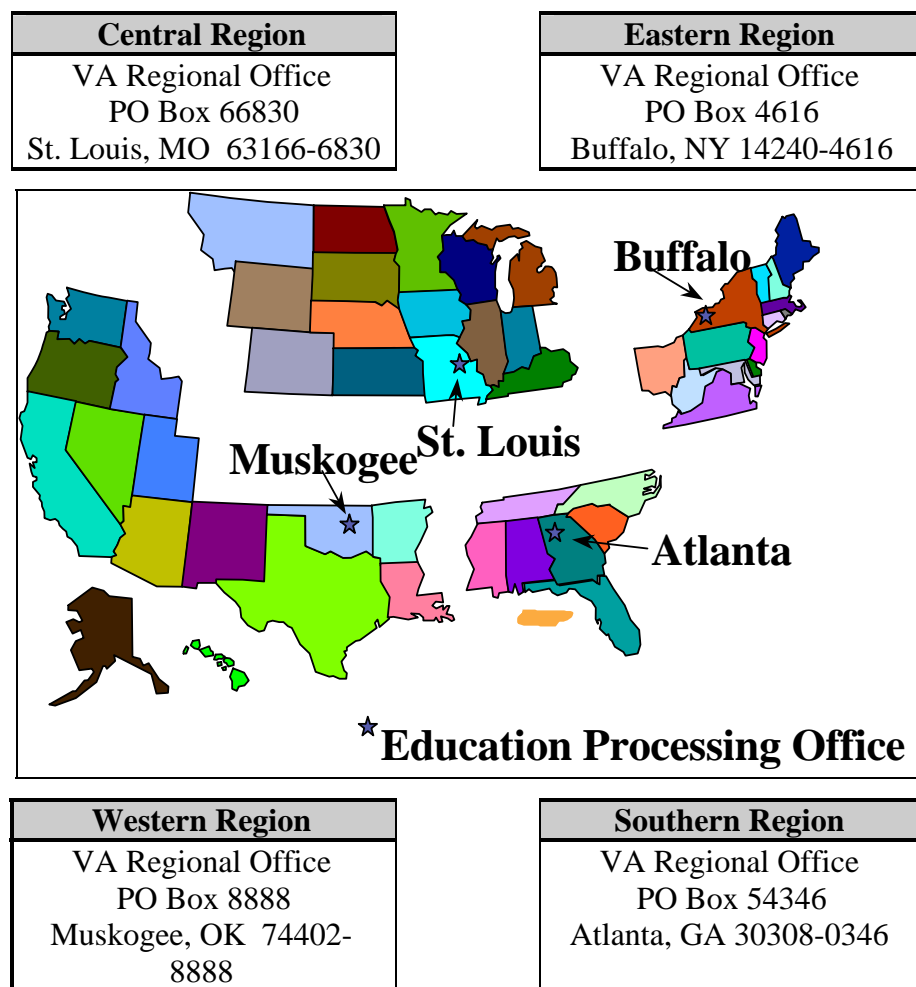 Central Region
VA Regional Office
PO Box 66830
St. Louis, MO  63166-6830
Eastern Region
VA Regional Office
PO Box 4616
Buffalo, NY 14240-4616
Buffalo
St. Louis
Muskogee
Atlanta
Education Processing Office
Western Region
VA Regional Office
PO Box 8888
Muskogee, OK  74402-
8888
Southern Region
VA Regional Office
PO Box 54346
Atlanta, GA 30308-0346